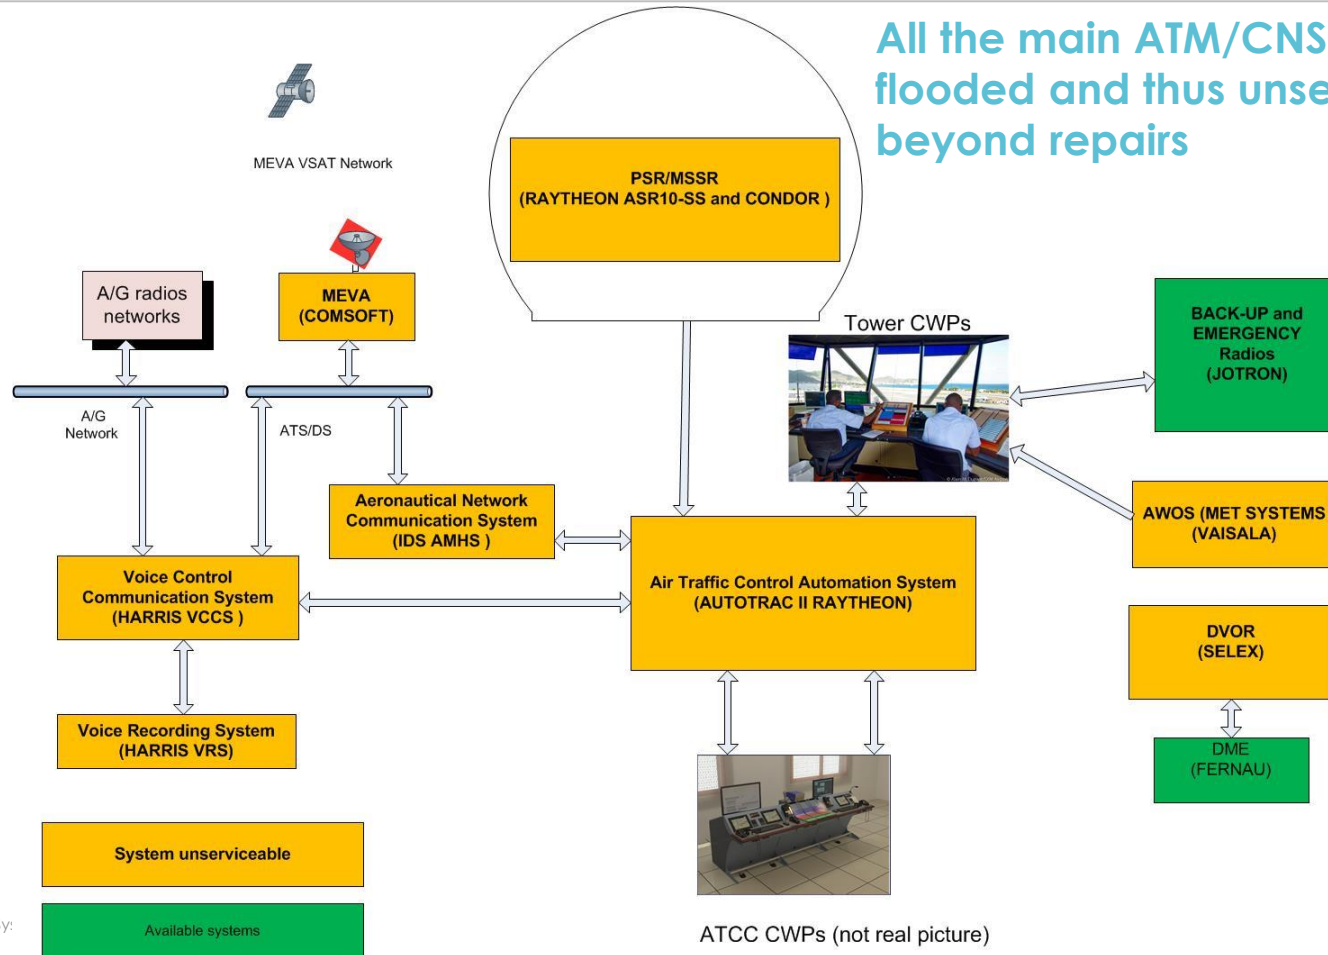 All the main ATM/CNS
flooded and thus unse
beyond repairs
MEVA VSAT Network
PSR/MSSR
(RAYTHEON ASR10-SS and CONDOR )
A/G radios
networks
MEVA
(COMSOFT)
Tower CWPs
BACK-UP and
EMERGENCY
Radios
(JOTRON)
A/G
Network
ATS/DS
Aeronautical Network
Communication System
(IDS AMHS )
AWOS (MET SYSTEMS
(VAISALA)
Voice Control
Communication System
(HARRIS VCCS )
Air Traffic Control Automation System
(AUTOTRAC II RAYTHEON)
DVOR
(SELEX)
Voice Recording System
(HARRIS VRS)
DME
(FERNAU)
System unserviceable
Available systems
ATCC CWPs (not real picture)